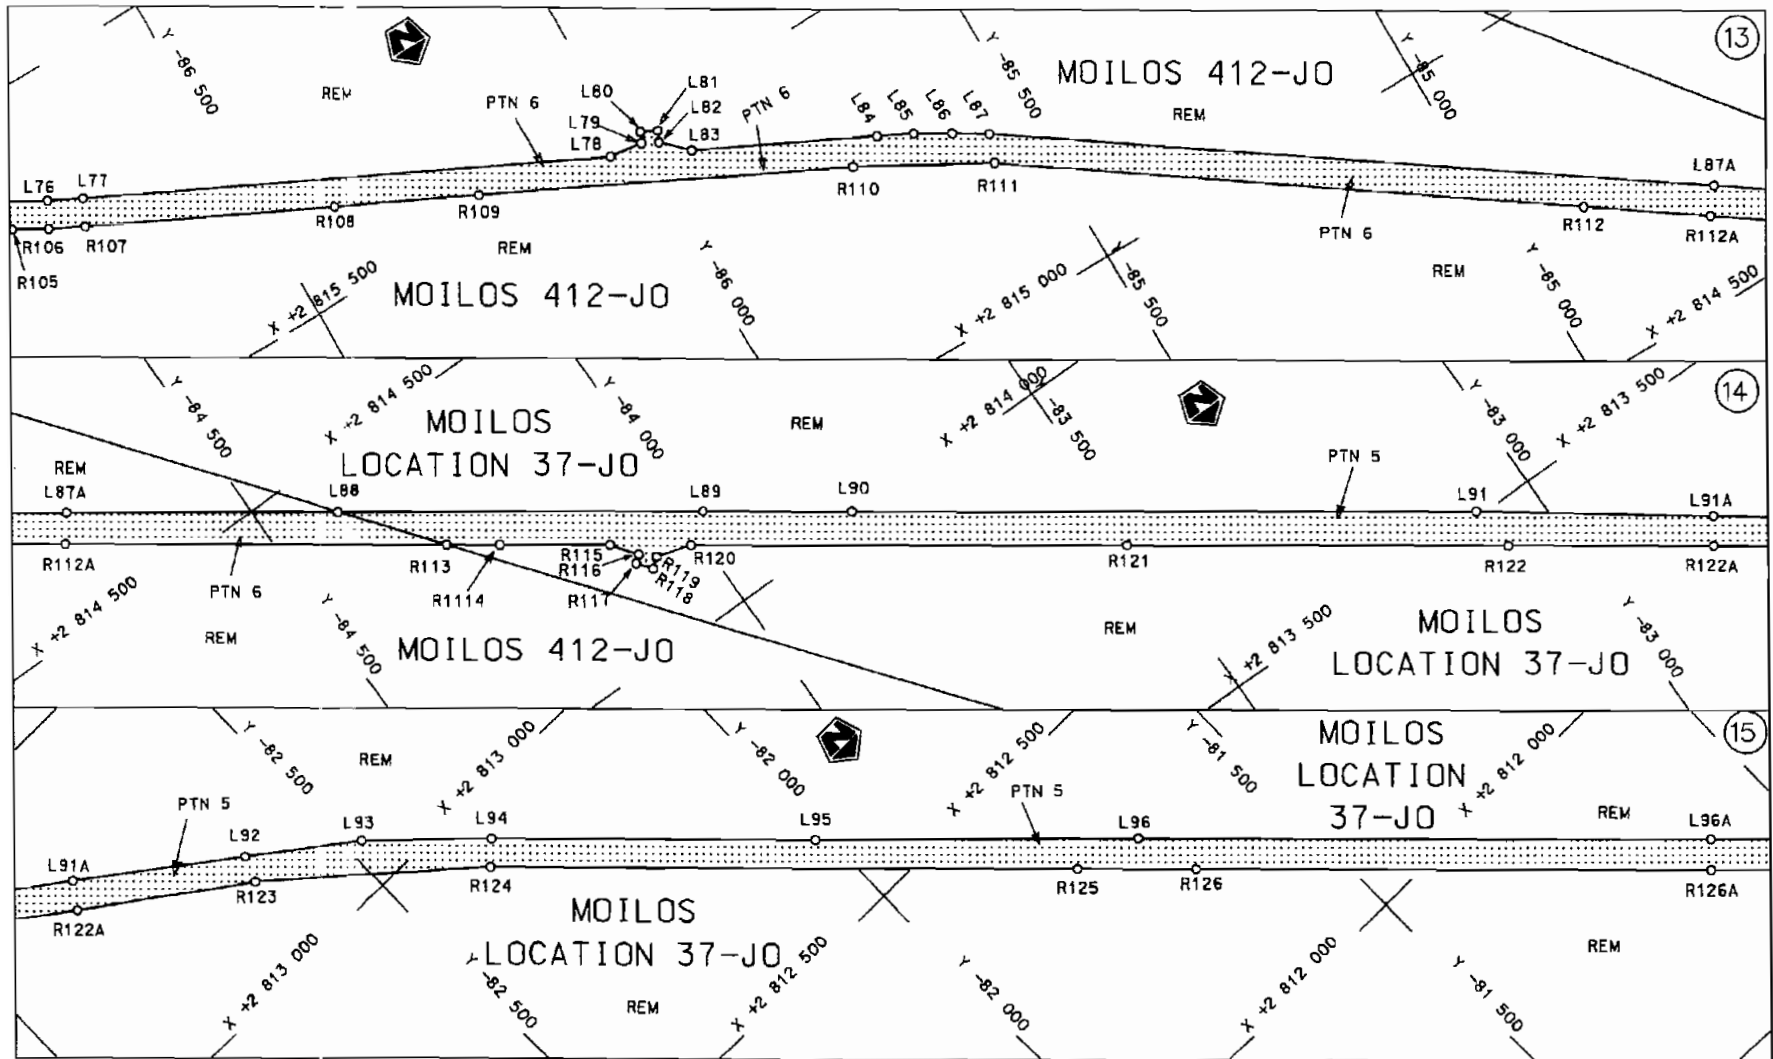 13
Y -86 500
REM
PTN 6
L80
L81
L79
L82
L78
L83
PTN 6
L84
L85
L86
L87
Y -85 500
MOILOS 412-JO
REM
Y -85 000
L87A
L76
L77
R105
R106
R107
R108
R109
R110
R111
R112
R112A
PTN 6
REM
REM
X +2 815 500
MOILOS 412-JO
Y -86 000
X +2 815 000
Y -85 500
Y -85 000
X +2 814 500
14
Y -84 500
X +2 814 500
MOILOS
LOCATION 37-JO
Y -84 000
REM
X +2 814 000
Y -83 500
PTN 5
Y -83 000
X +2 813 500
REM
L87A
L88
L89
L90
L91
L91A
R112A
PTN 6
R113
R1114
R115
R116
R117
R118
R119
R120
R121
R122
R122A
X +2 814 500
REM
Y -84 500
MOILOS 412-JO
REM
X +2 813 500
MOILOS
LOCATION 37-JO
Y -83 000
15
Y -82 500
REM
X +2 813 000
Y -82 000
X +2 812 500
Y -81 500
MOILOS
LOCATION
37-JO
X +2 812 000
REM
PTN 5
PTN 5
L91A
L92
L93
L94
L95
L96
L96A
R122A
R123
R124
R125
R126
R126A
MOILOS
LOCATION 37-JO
X +2 813 000
Y -82 500
REM
X +2 812 500
Y -82 000
X +2 812 000
Y -81 500
REM